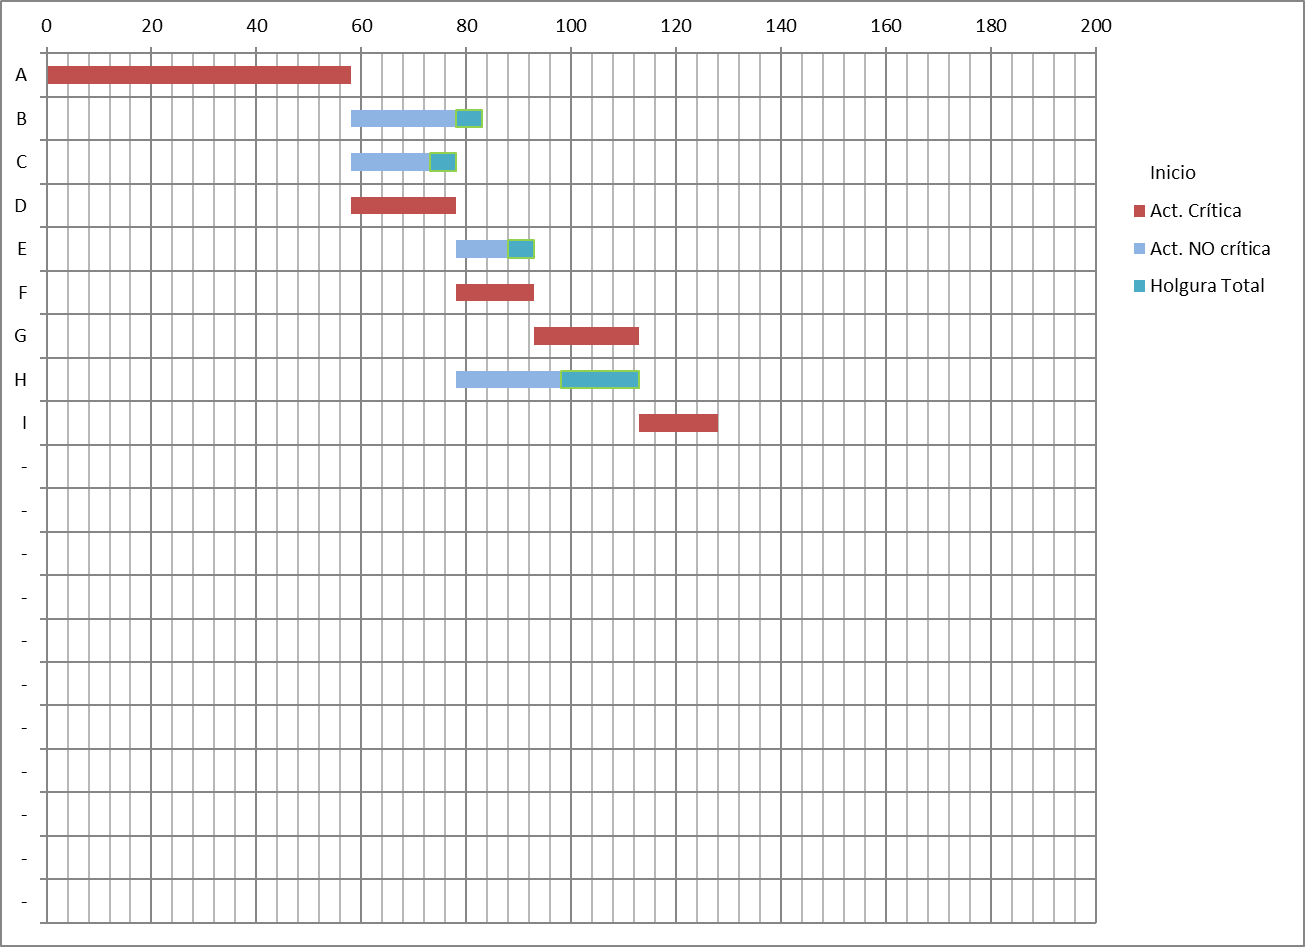 0 20 40 60 80 100 120 140 160 180 200
A
B
C
Inicio
D
Act. Crítica
E
Act. NO crítica
F
Holgura Total
G
H
I
-
-
-
-
-
-
-
-
-
-
-